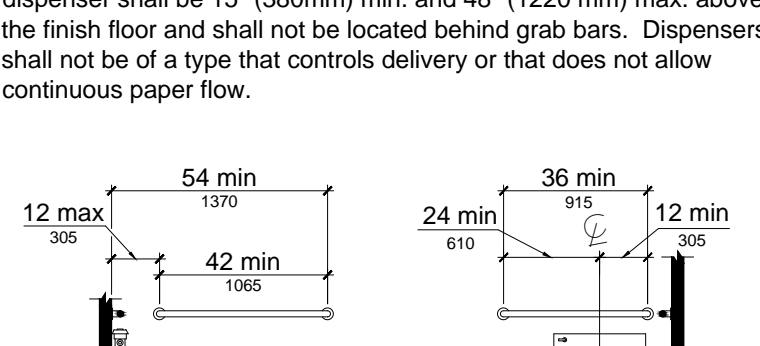 dispenser shall be 15" (380mm) min. and 48" (1220 mm) max. above
the finish floor and shall not be located behind grab bars. Dispensers
shall not be of a type that controls delivery or that does not allow
continuous paper flow.
54 min
1370
12 max
305
42 min
1065
36 min
915
24 min
610
℄
12 min
305